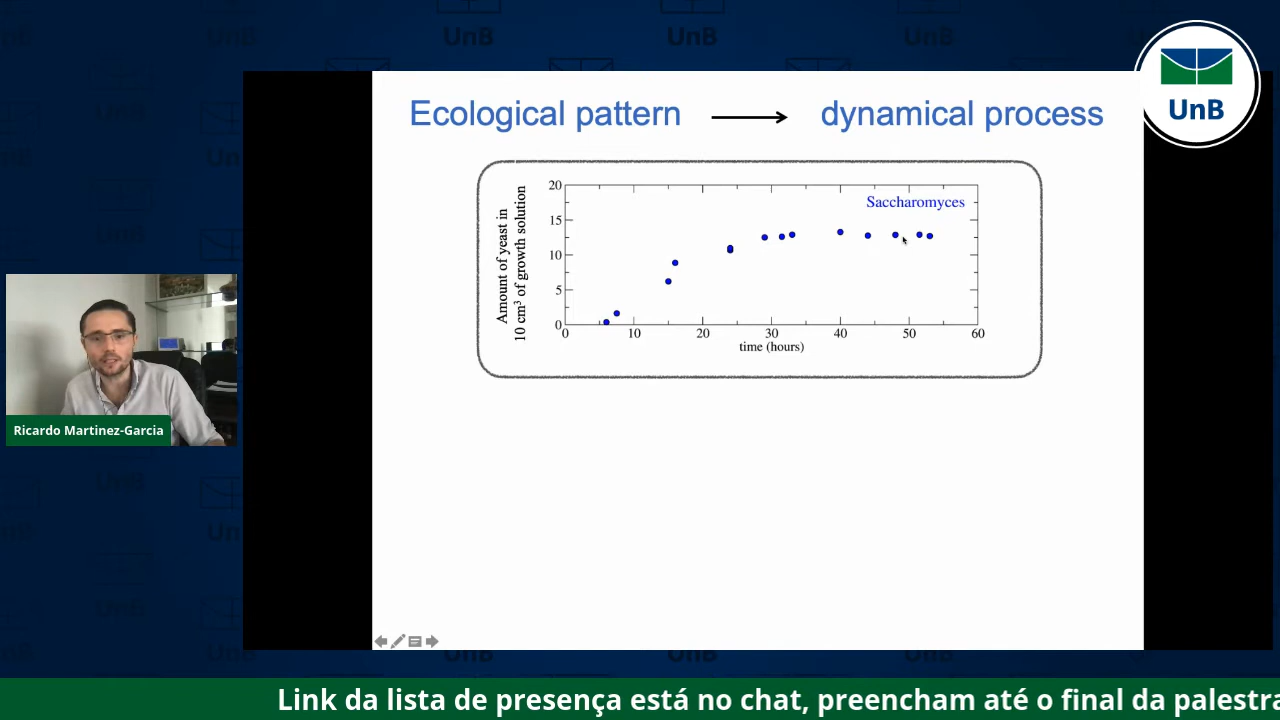 UnB
Ecological pattern dynamical process
Saccharomyces
Amount of yeast in
10 cm³ of growth solution
20
15
10
5
0
0 10 20 30 40 50 60
time (hours)
Ricardo Martinez-Garcia
Link da lista de presença está no chat, preencham até o final da palestra